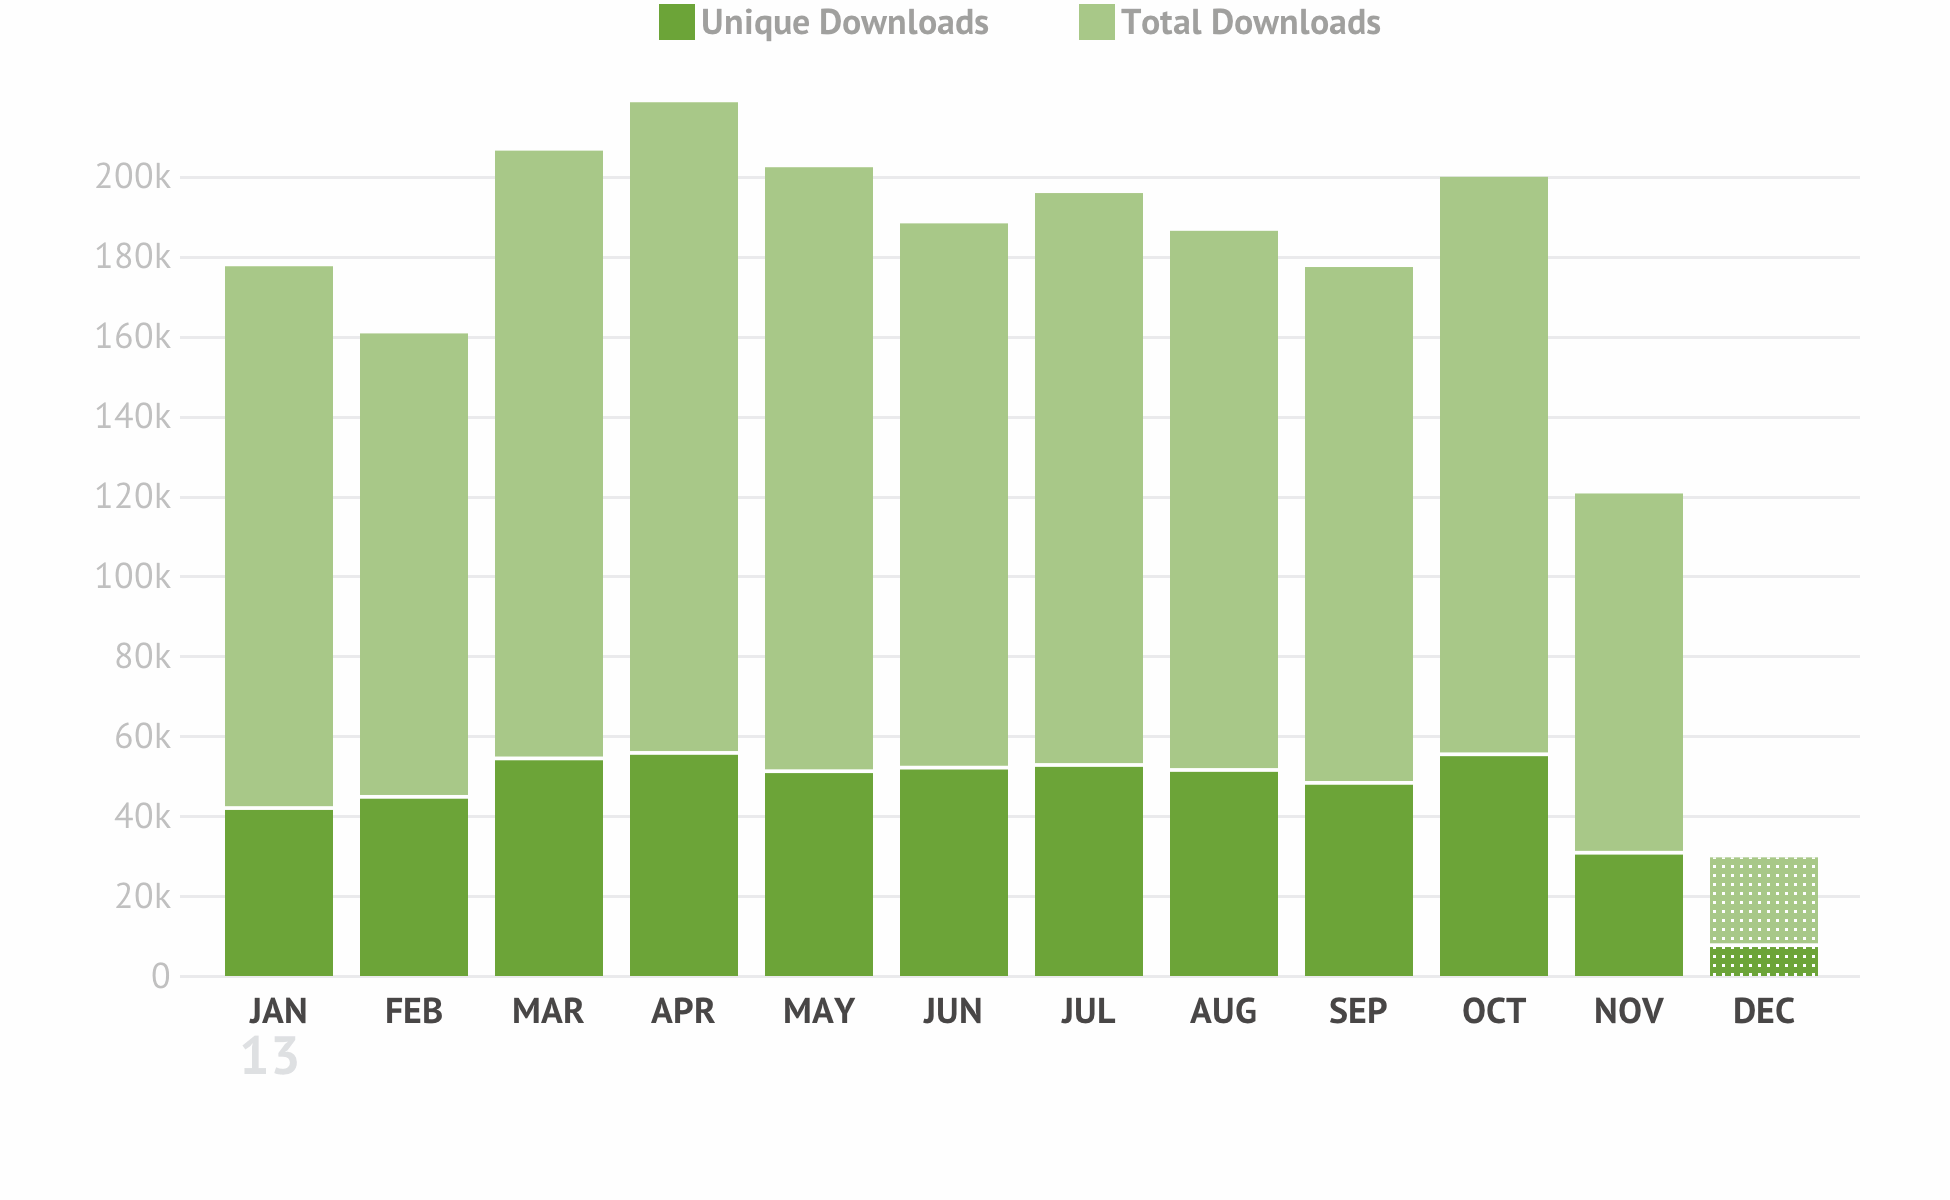 Unique Downloads Total Downloads
200k
180k
160k
140k
120k
100k
80k
60k
40k
20k
0
JAN FEB MAR APR MAY JUN JUL AUG SEP OCT NOV DEC
13